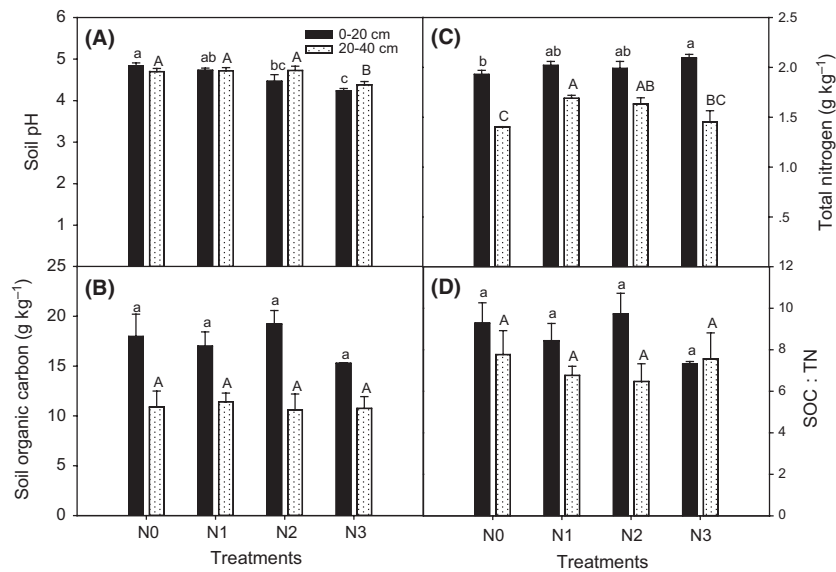 (A)
0-20 cm
20-40 cm
a A ab A bc A c B
6
5
4
3
2
1
Soil pH
(C)
b C ab A ab AB a BC
2.5
2.0
1.5
1.0
.5
Total nitrogen (g kg⁻¹)
(B)
a A a A a A a A
25
20
15
10
5
0
Soil organic carbon (g kg⁻¹)
(D)
a A a A a A a A
12
10
8
6
4
2
0
SOC : TN
N0 N1 N2 N3
Treatments
N0 N1 N2 N3
Treatments